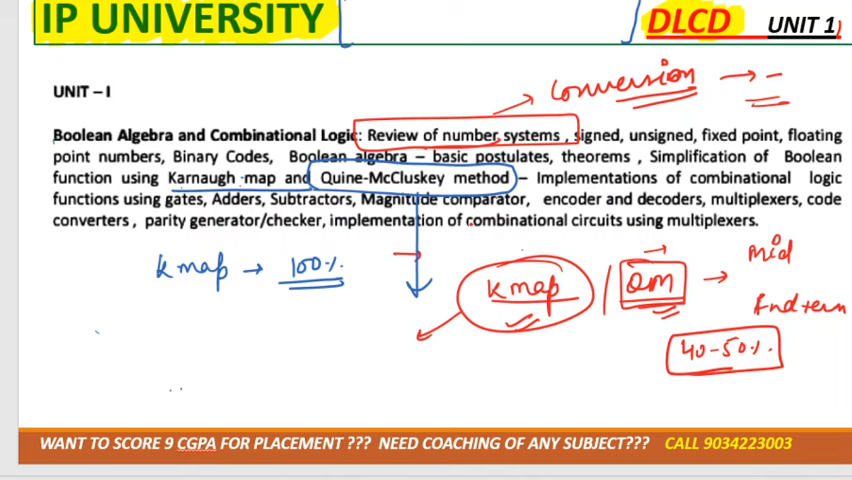 IP UNIVERSITY
DLCD UNIT 1)
conversion → –
UNIT – I
Boolean Algebra and Combinational Logic: Review of number systems , signed, unsigned, fixed point, floating
point numbers, Binary Codes, Boolean algebra – basic postulates, theorems , Simplification of Boolean
function using Karnaugh map and Quine-McCluskey method – Implementations of combinational logic
functions using gates, Adders, Subtractors, Magnitude comparator, encoder and decoders, multiplexers, code
converters , parity generator/checker, implementation of combinational circuits using multiplexers.
kmap → 100%.
kmap / QM → mid
Endterm
40-50%.
WANT TO SCORE 9 CGPA FOR PLACEMENT ??? NEED COACHING OF ANY SUBJECT??? CALL 9034223003